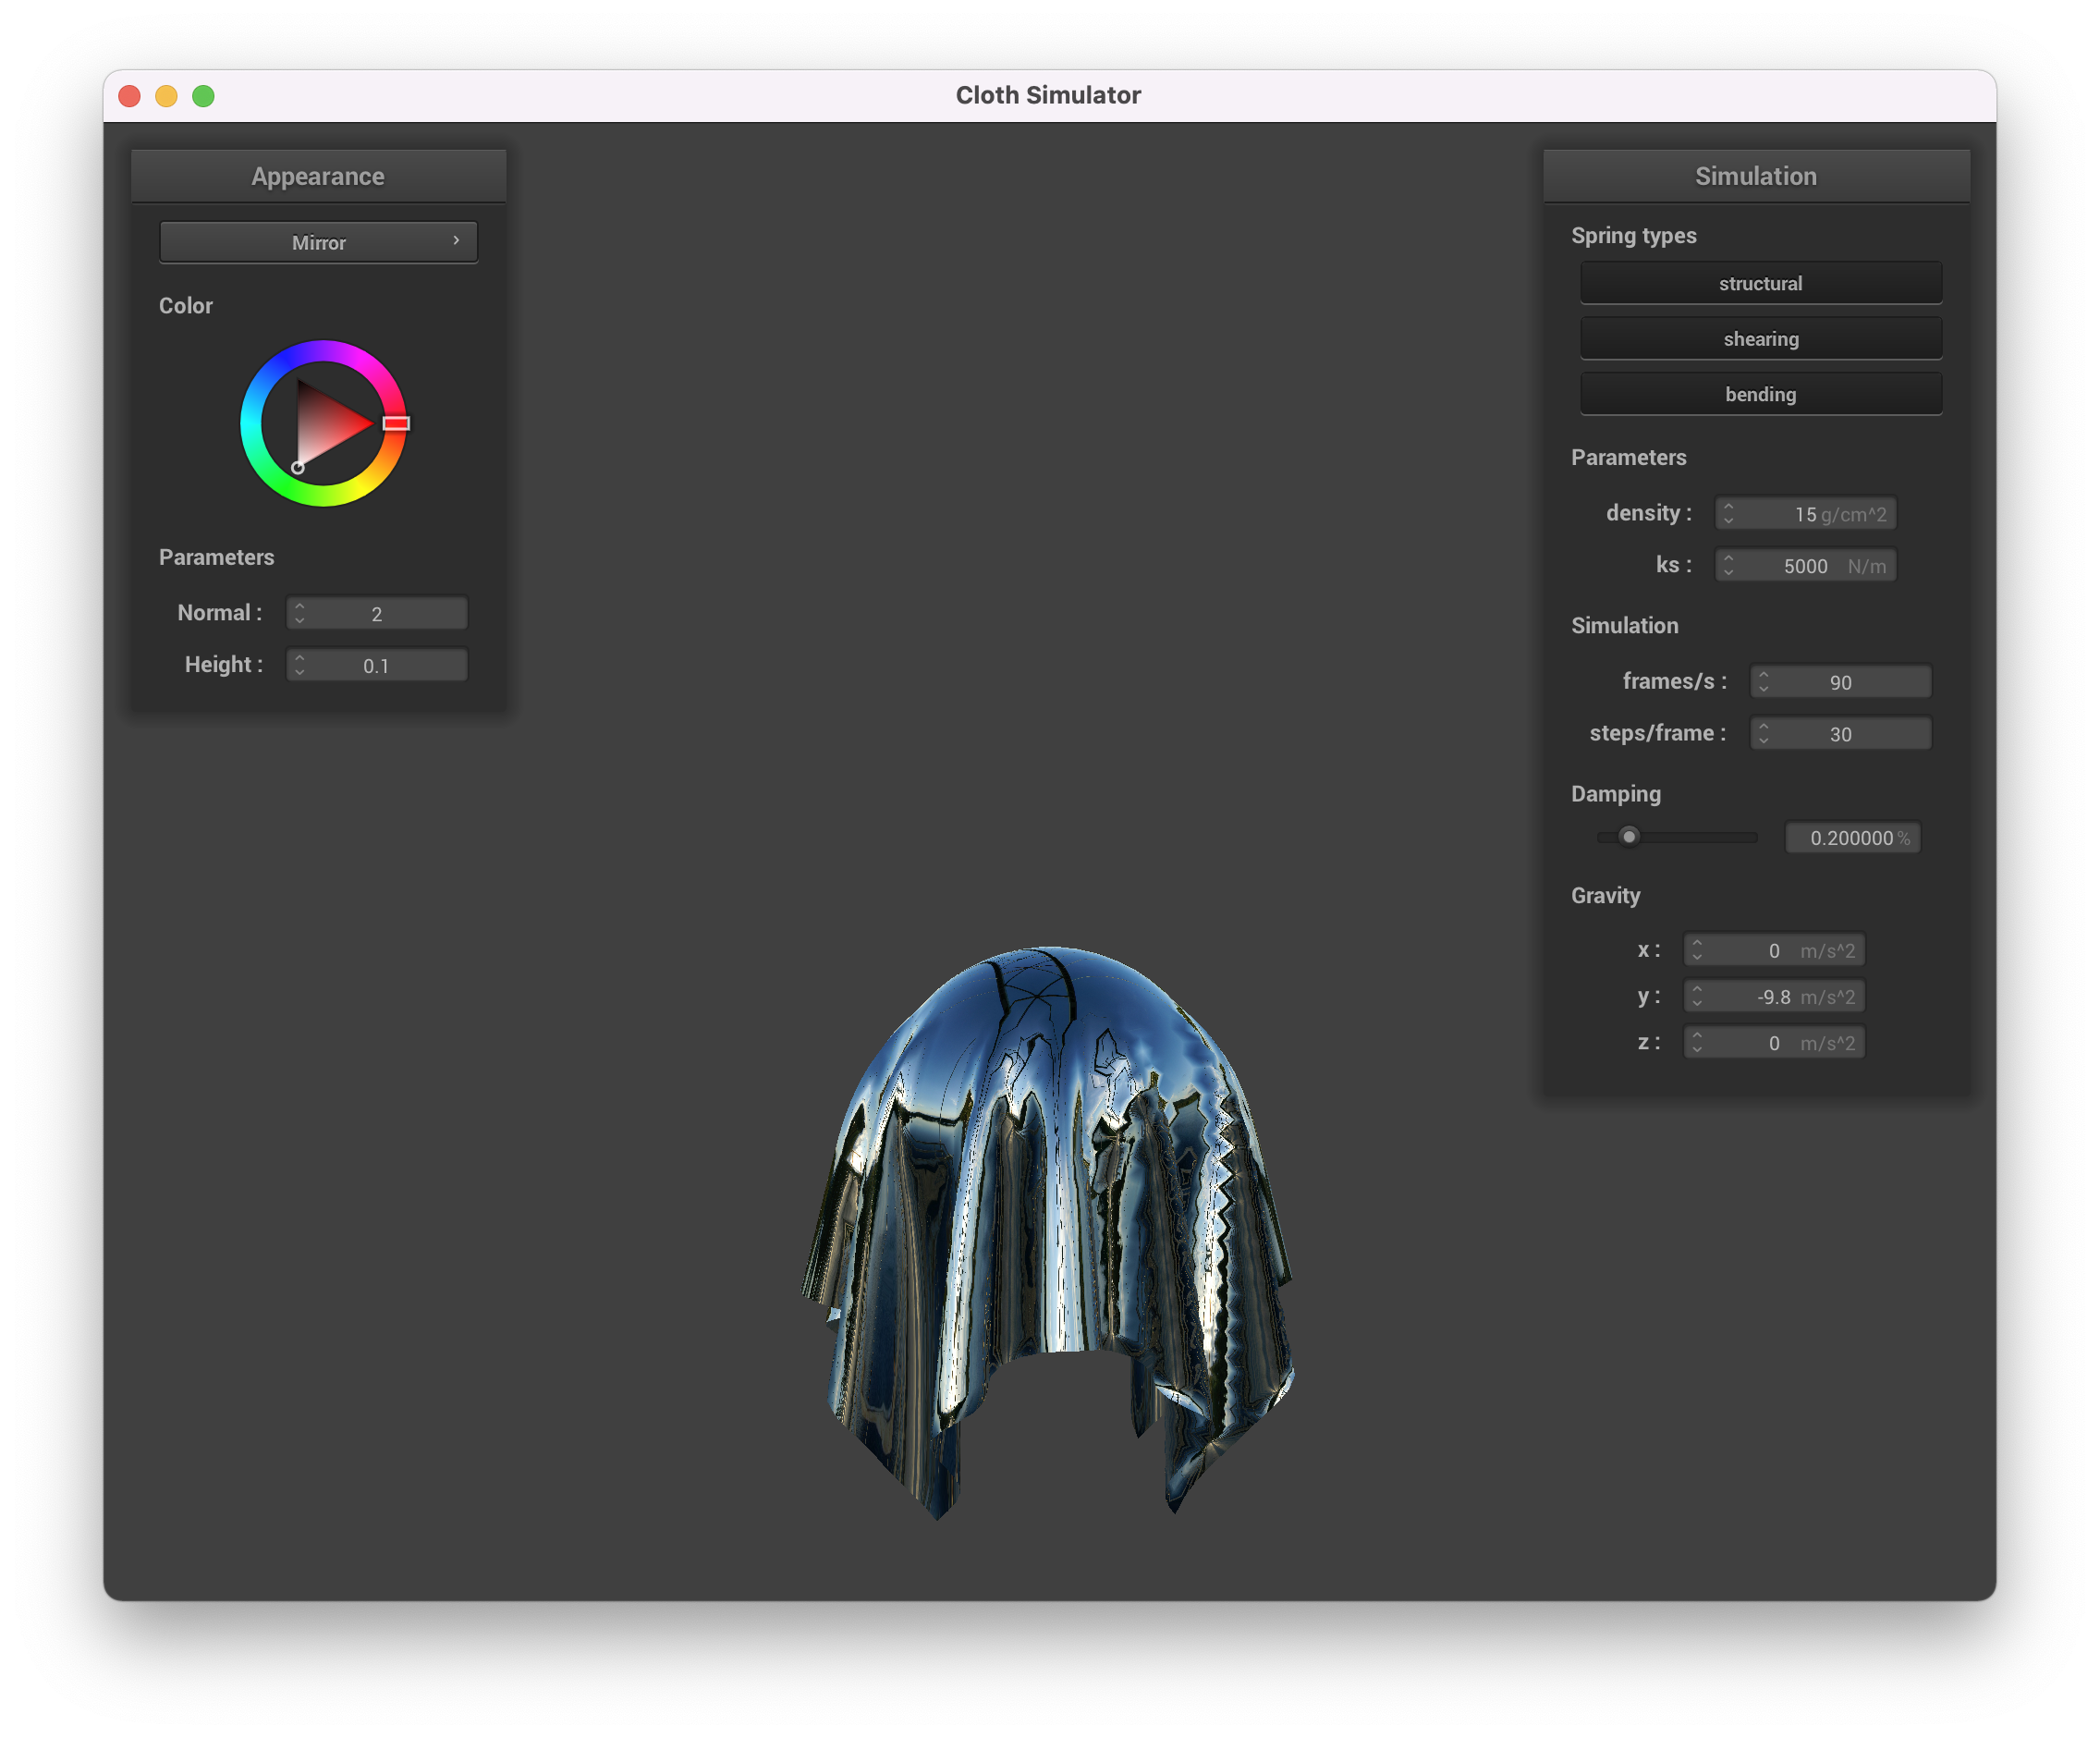 Cloth Simulator
Appearance
Mirror
Color
Parameters
Normal : 2
Height : 0.1
Simulation
Spring types
structural
shearing
bending
Parameters
density : 15 g/cm^2
ks : 5000 N/m
Simulation
frames/s : 90
steps/frame : 30
Damping
0.200000 %
Gravity
x : 0 m/s^2
y : -9.8 m/s^2
z : 0 m/s^2